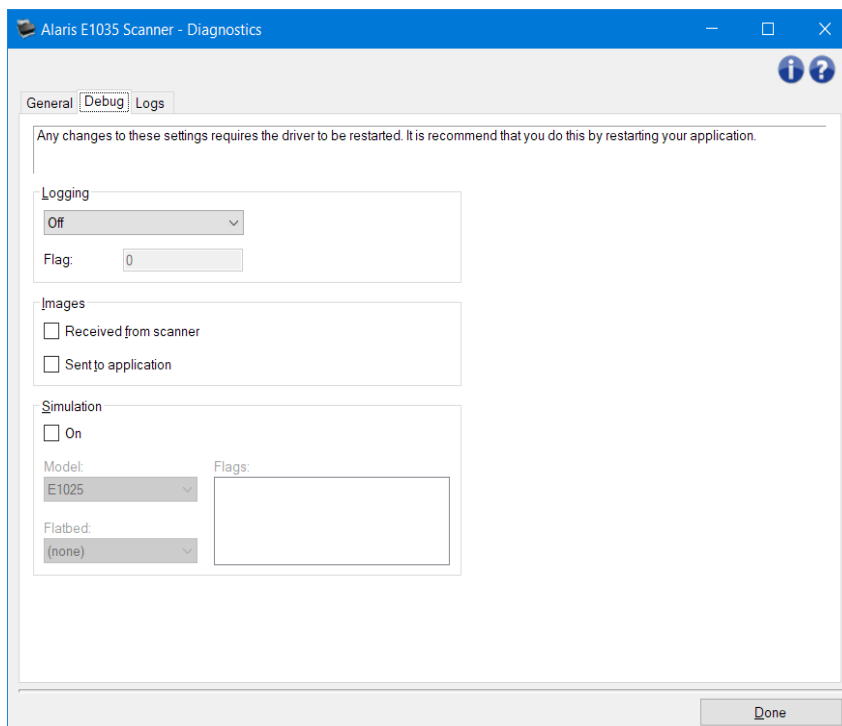 Alaris E1035 Scanner - Diagnostics
General Debug Logs
Any changes to these settings requires the driver to be restarted. It is recommend that you do this by restarting your application.
Logging
Off
Flag: 0
Images
Received from scanner
Sent to application
Simulation
On
Model: Flags:
E1025
Flatbed:
(none)
Done